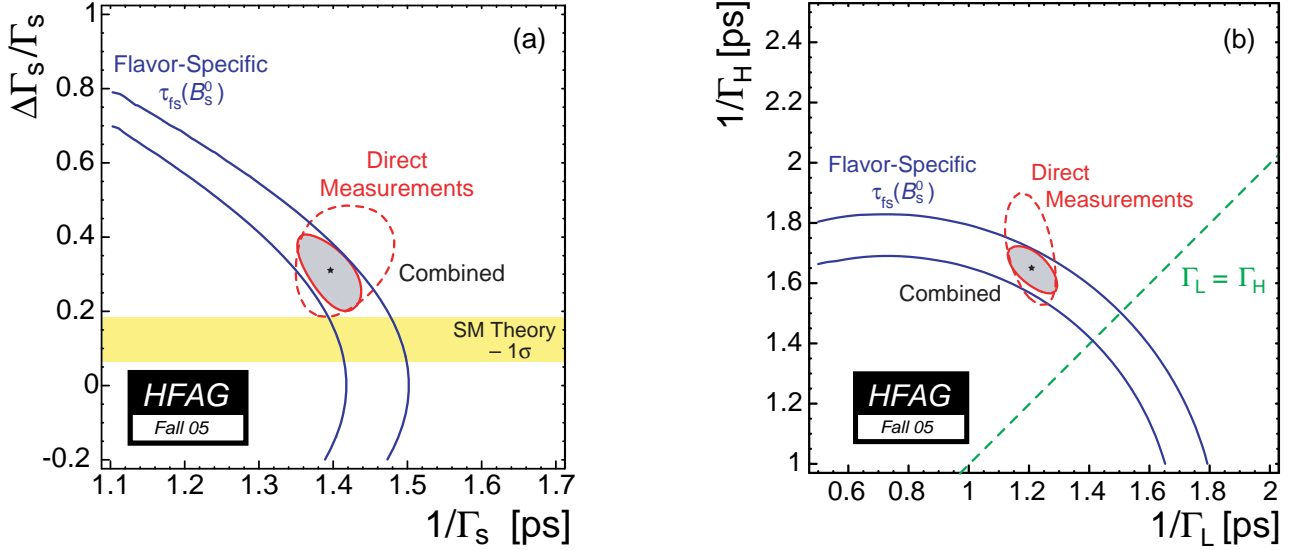 (a)
ΔΓs/Γs
1
0.8
0.6
0.4
0.2
0
-0.2
Flavor-Specific
τfs(B⁰s)
Direct
Measurements
Combined
SM Theory
– 1σ
HFAG
Fall 05
1.1
1.2
1.3
1.4
1.5
1.6
1.7
1/Γs [ps]
(b)
1/ΓH [ps]
2.4
2.2
2
1.8
1.6
1.4
1.2
1
Flavor-Specific
τfs(B⁰s)
Direct
Measurements
Combined
ΓL = ΓH
HFAG
Fall 05
0.6
0.8
1
1.2
1.4
1.6
1.8
2
1/ΓL [ps]